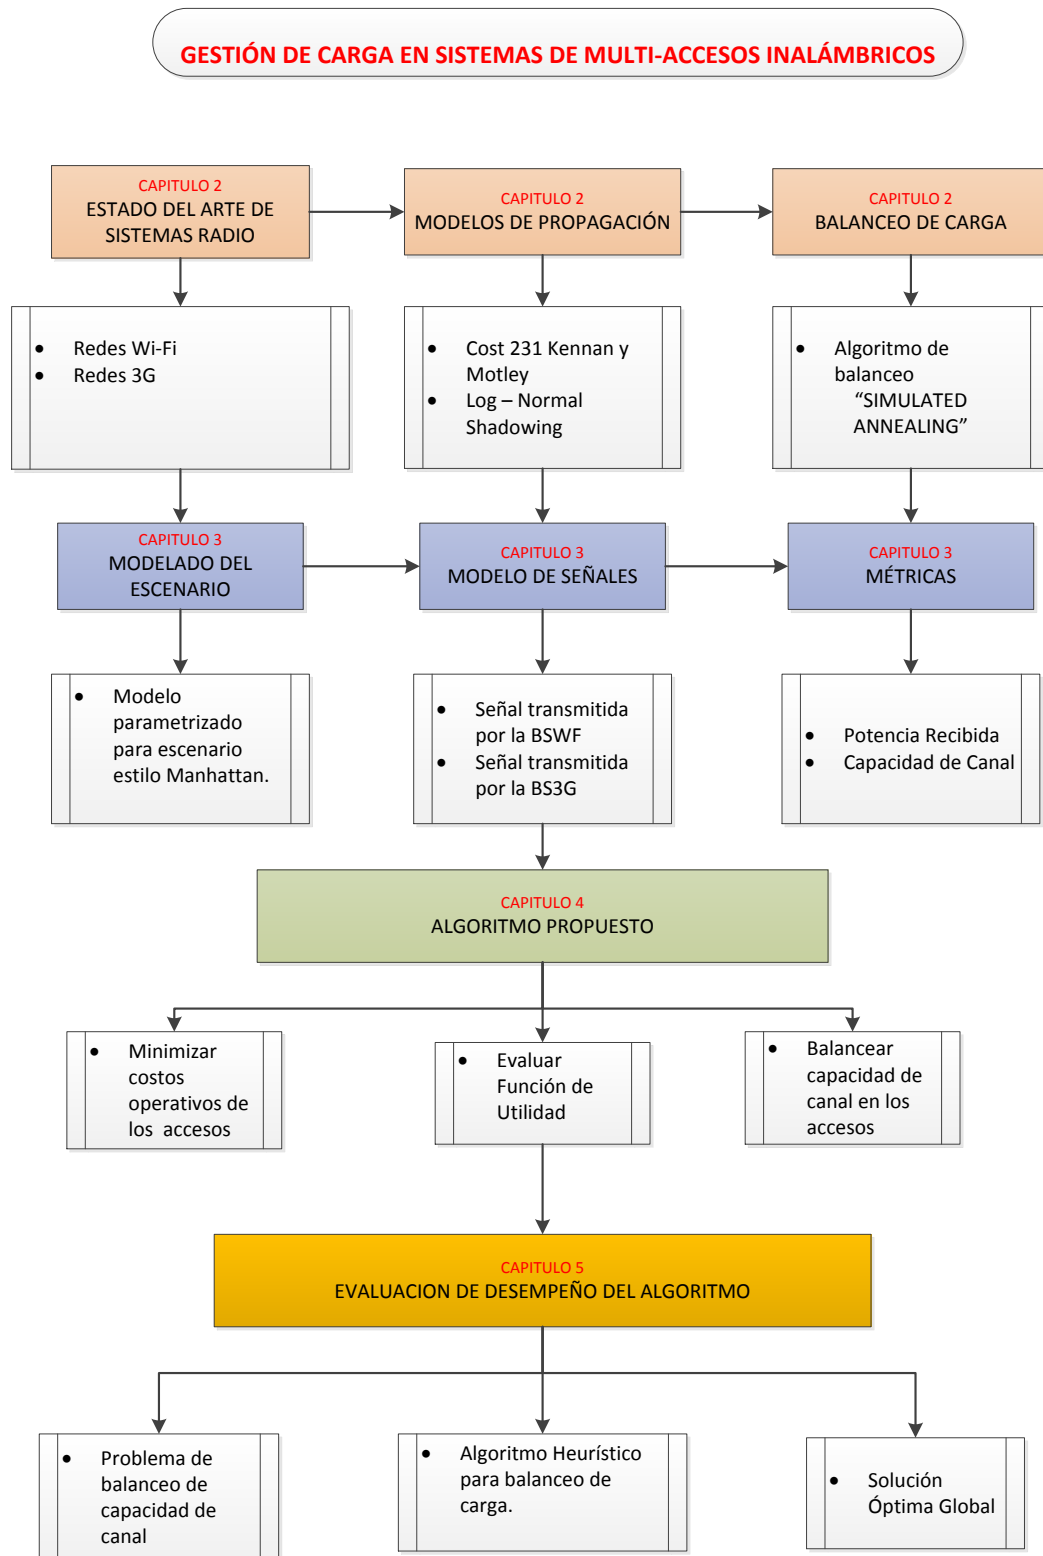 GESTIÓN DE CARGA EN SISTEMAS DE MULTI-ACCESOS INALÁMBRICOS
CAPITULO 2
ESTADO DEL ARTE DE
SISTEMAS RADIO
CAPITULO 2
MODELOS DE PROPAGACIÓN
CAPITULO 2
BALANCEO DE CARGA
• Redes Wi-Fi
• Redes 3G
• Cost 231 Kennan y
Motley
• Log – Normal
Shadowing
• Algoritmo de
balanceo
“SIMULATED
ANNEALING”
CAPITULO 3
MODELADO DEL
ESCENARIO
CAPITULO 3
MODELO DE SEÑALES
CAPITULO 3
MÉTRICAS
• Modelo
parametrizado
para escenario
estilo Manhattan.
• Señal transmitida
por la BSWF
• Señal transmitida
por la BS3G
• Potencia Recibida
• Capacidad de Canal
CAPITULO 4
ALGORITMO PROPUESTO
• Minimizar
costos
operativos de
los accesos
• Evaluar
Función de
Utilidad
• Balancear
capacidad de
canal en los
accesos
CAPITULO 5
EVALUACION DE DESEMPEÑO DEL ALGORITMO
• Problema de
balanceo de
capacidad de
canal
• Algoritmo Heurístico
para balanceo de
carga.
• Solución
Óptima Global